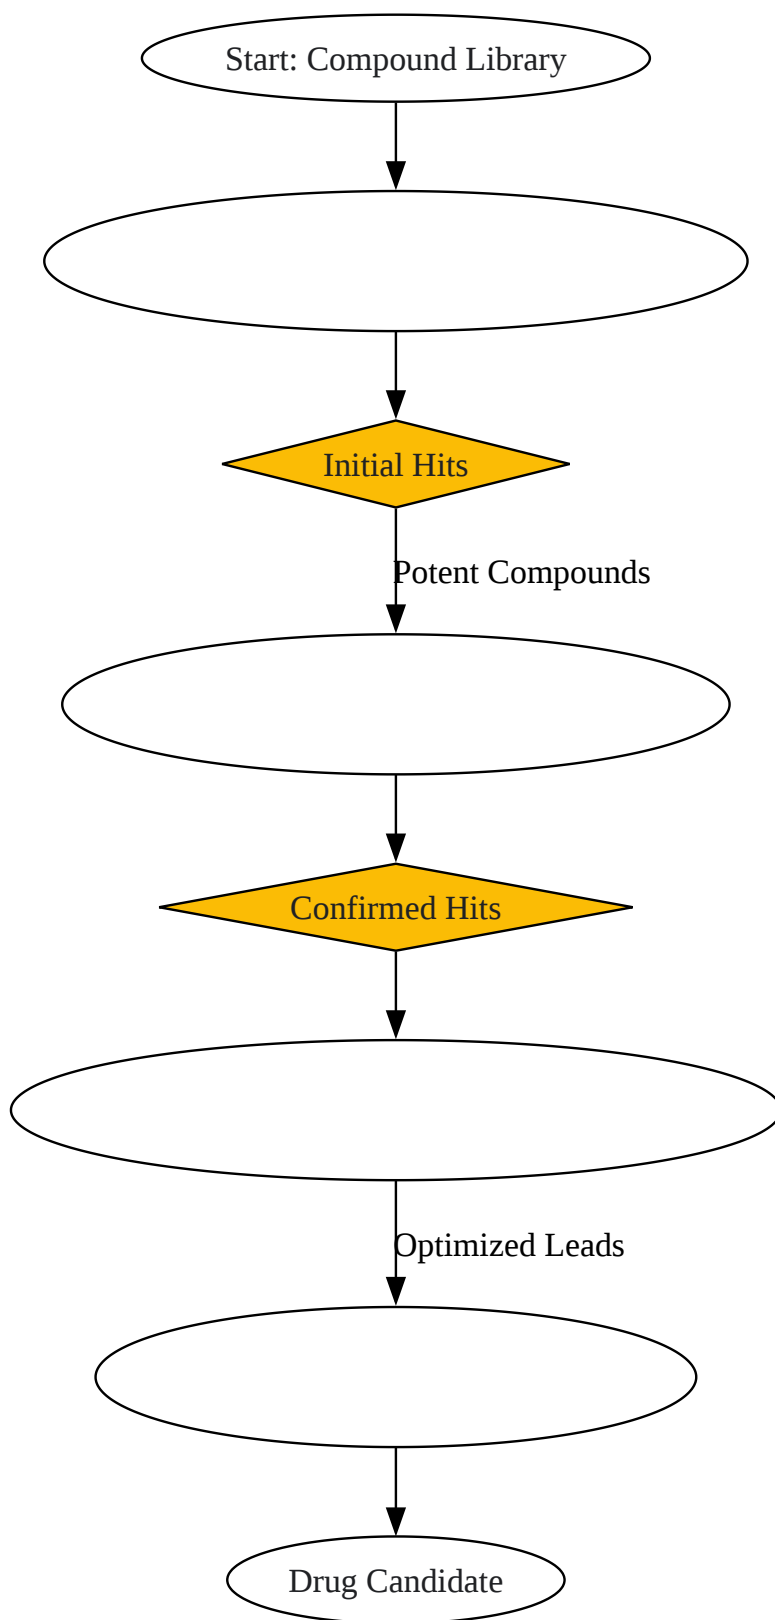 Start: Compound Library
Initial Hits
Potent Compounds
Confirmed Hits
Optimized Leads
Drug Candidate